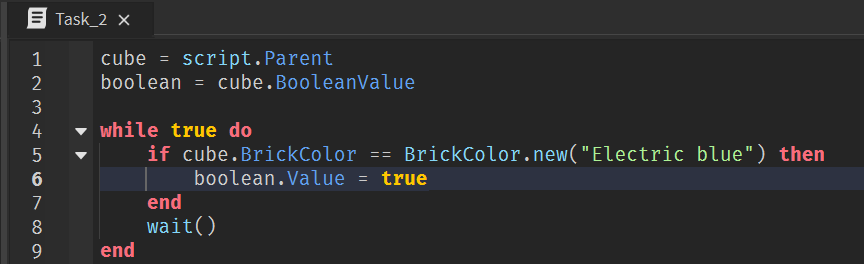 Task_2 ×
1 cube = script.Parent
2 boolean = cube.BooleanValue
3
4 while true do
5     if cube.BrickColor == BrickColor.new("Electric blue") then
6         boolean.Value = true
7     end
8     wait()
9 end